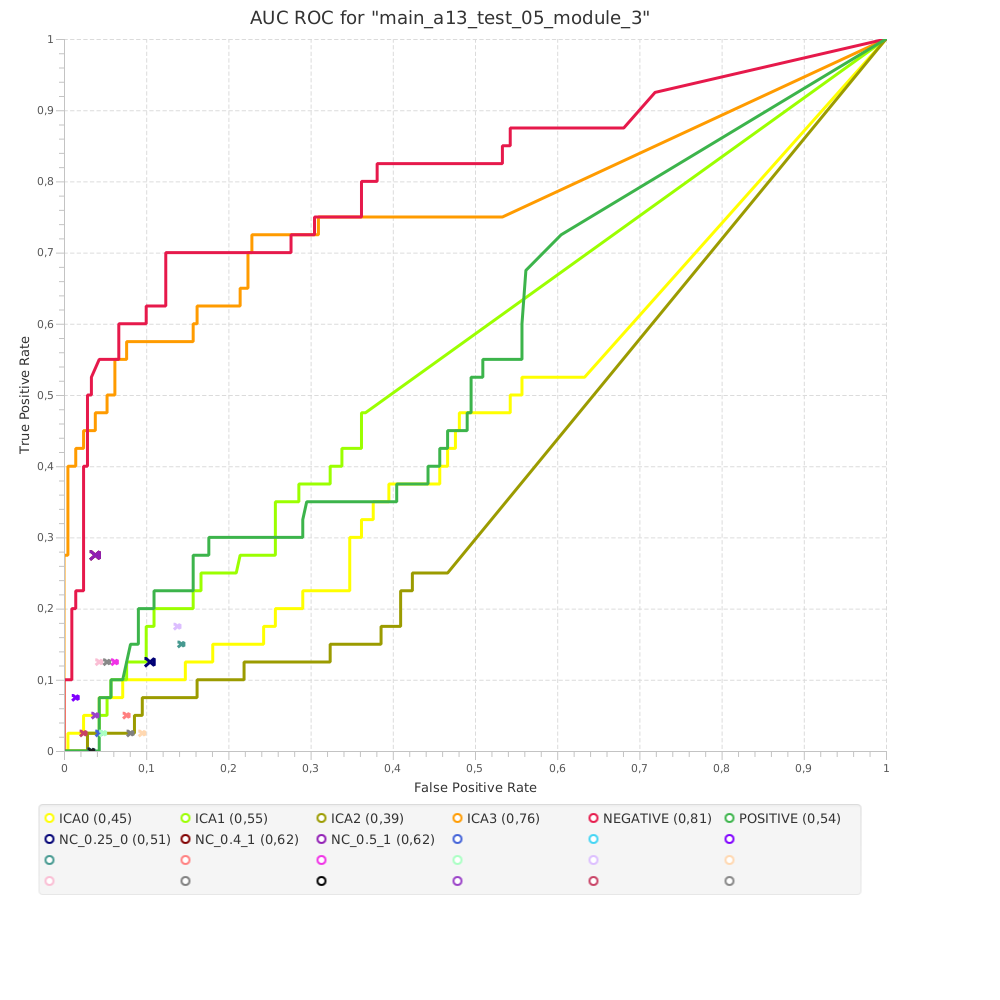 AUC ROC for "main_a13_test_05_module_3"
1
0,9
0,8
0,7
0,6
0,5
0,4
0,3
0,2
0,1
0
True Positive Rate
0 0,1 0,2 0,3 0,4 0,5 0,6 0,7 0,8 0,9 1
False Positive Rate
ICA0 (0,45) ICA1 (0,55) ICA2 (0,39) ICA3 (0,76) NEGATIVE (0,81) POSITIVE (0,54)
NC_0.25_0 (0,51) NC_0.4_1 (0,62) NC_0.5_1 (0,62)